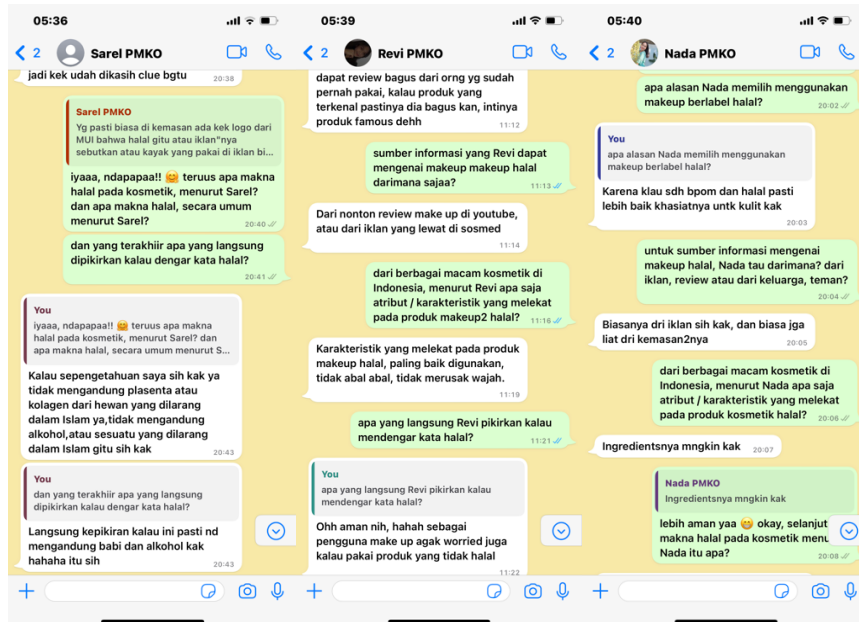 05:36
2
Sarel PMKO
jadi kek udah dikasih clue bgtu
20:38
Sarel PMKO
Yg pasti biasa di kemasan ada kek logo dari
MUI bahwa halal gitu atau iklan"nya
sebutkan atau kayak yang pakai di iklan bi...
iyaaa, ndapapaa!! 🤗 teruus apa makna
halal pada kosmetik, menurut Sarel?
dan apa makna halal, secara umum
menurut Sarel?
20:40
dan yang terakhiir apa yang langsung
dipikirkan kalau dengar kata halal?
20:41
You
iyaaa, ndapapaa!! 🤗 teruus apa makna
halal pada kosmetik, menurut Sarel? dan
apa makna halal, secara umum menurut S...
Kalau sepengetahuan saya sih kak ya
tidak mengandung plasenta atau
kolagen dari hewan yang dilarang
dalam Islam ya,tidak mengandung
alkohol,atau sesuatu yang dilarang
dalam Islam gitu sih kak
20:43
You
dan yang terakhiir apa yang langsung
dipikirkan kalau dengar kata halal?
Langsung kepikiran kalau ini pasti nd
mengandung babi dan alkohol kak
hahaha itu sih
20:43
05:39
2
Revi PMKO
dapat review bagus dari orng yg sudah
pernah pakai, kalau produk yang
terkenal pastinya dia bagus kan, intinya
produk famous dehh
11:12
sumber informasi yang Revi dapat
mengenai makeup makeup halal
darimana sajaa?
11:13
Dari nonton review make up di youtube,
atau dari iklan yang lewat di sosmed
11:14
dari berbagai macam kosmetik di
Indonesia, menurut Revi apa saja
atribut / karakteristik yang melekat
pada produk makeup2 halal?
11:16
Karakteristik yang melekat pada produk
makeup halal, paling baik digunakan,
tidak abal abal, tidak merusak wajah.
11:19
apa yang langsung Revi pikirkan kalau
mendengar kata halal?
11:21
You
apa yang langsung Revi pikirkan kalau
mendengar kata halal?
Ohh aman nih, hahah sebagai
pengguna make up agak worried juga
kalau pakai produk yang tidak halal
11:22
05:40
2
Nada PMKO
apa alasan Nada memilih menggunakan
makeup berlabel halal?
20:02
You
apa alasan Nada memilih menggunakan
makeup berlabel halal?
Karena klau sdh bpom dan halal pasti
lebih baik khasiatnya untk kulit kak
20:03
untuk sumber informasi mengenai
makeup halal, Nada tau darimana? dari
iklan, review atau dari keluarga, teman?
20:04
Biasanya dri iklan sih kak, dan biasa jga
liat dri kemasan2nya
20:05
dari berbagai macam kosmetik di
Indonesia, menurut Nada apa saja
atribut / karakteristik yang melekat
pada produk kosmetik halal?
20:06
Ingredientsnya mngkin kak
20:07
Nada PMKO
Ingredientsnya mngkin kak
lebih aman yaa 😁 okay, selanjut
makna halal pada kosmetik menu
Nada itu apa?
20:08